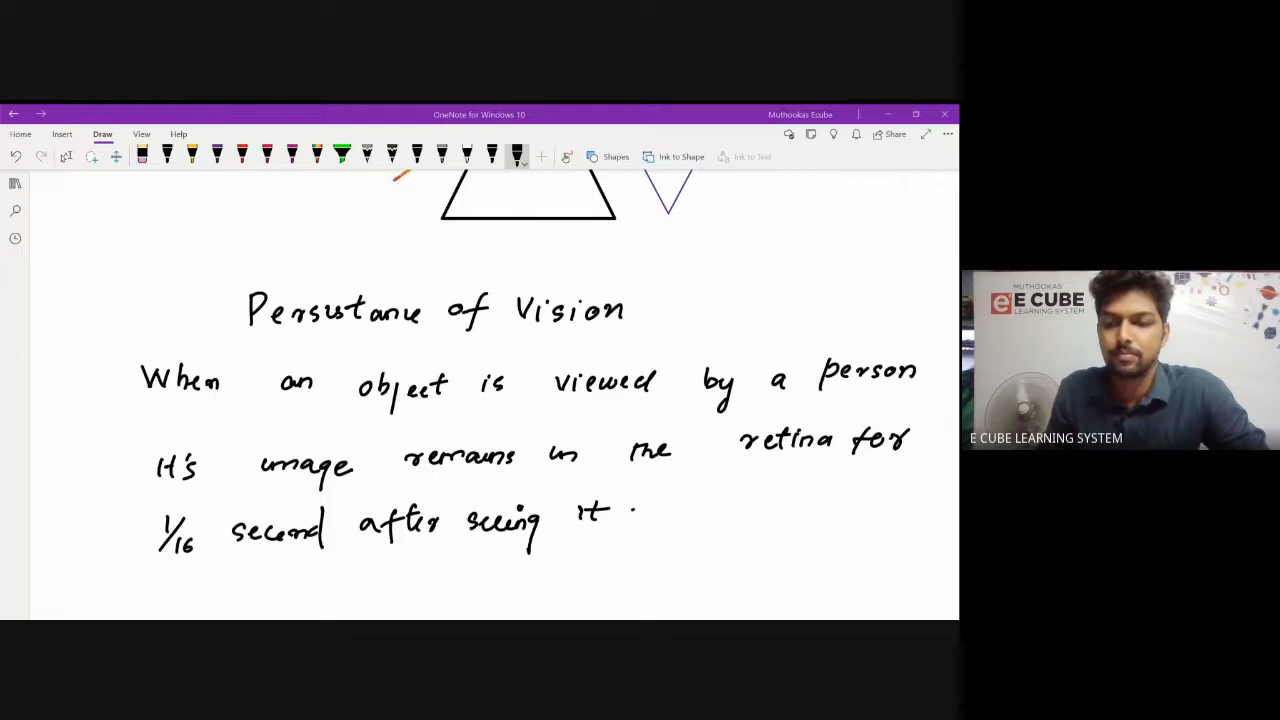 OneNote for Windows 10
Muthookas Ecube
Home Insert Draw View Help
Share
Shapes Ink to Shape Ink to Text
Persistance of Vision
When an object is viewed by a person
It's image remains in the retina for
1/16 second after seeing it.
MUTHOOKAS
E CUBE
LEARNING SYSTEM
E CUBE LEARNING SYSTEM